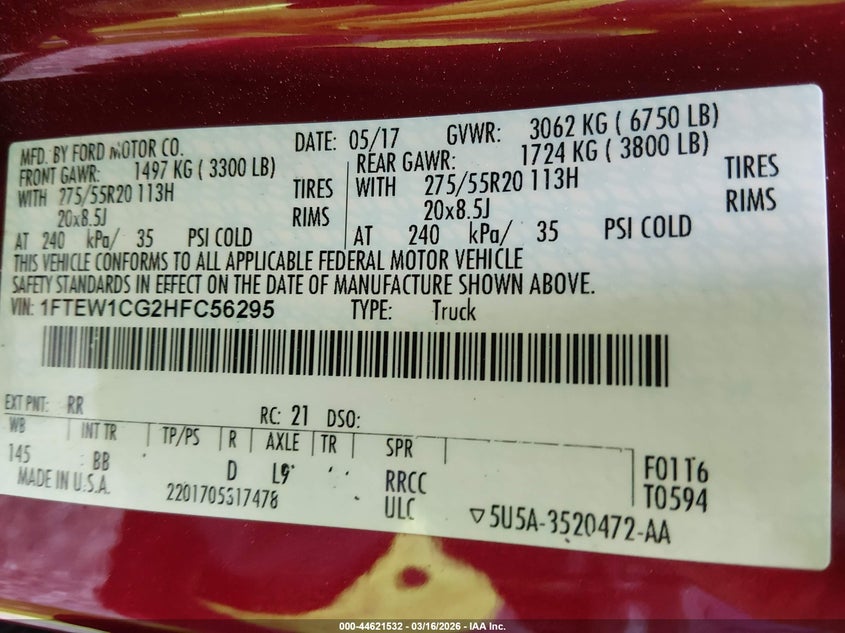 MFD. BY FORD MOTOR CO. DATE: 05/17 GVWR: 3062 KG ( 6750 LB)
FRONT GAWR: 1497 KG ( 3300 LB) REAR GAWR: 1724 KG ( 3800 LB)
WITH 275/55R20 113H TIRES WITH 275/55R20 113H TIRES
20x8.5J RIMS 20x8.5J RIMS
AT 240 kPa/ 35 PSI COLD AT 240 kPa/ 35 PSI COLD
THIS VEHICLE CONFORMS TO ALL APPLICABLE FEDERAL MOTOR VEHICLE
SAFETY STANDARDS IN EFFECT ON THE DATE OF MANUFACTURE SHOWN ABOVE.
VIN: 1FTEW1CG2HFC56295 TYPE: Truck
EXT PNT: RR RC: 21 DSO:
WB INT TR TP/PS R AXLE TR SPR
145 BB D L9 RRCC F01T6
MADE IN U.S.A. 2201705317478 ULC T0594
▽5U5A-3520472-AA
000-44621532 - 03/16/2026 - IAA Inc.